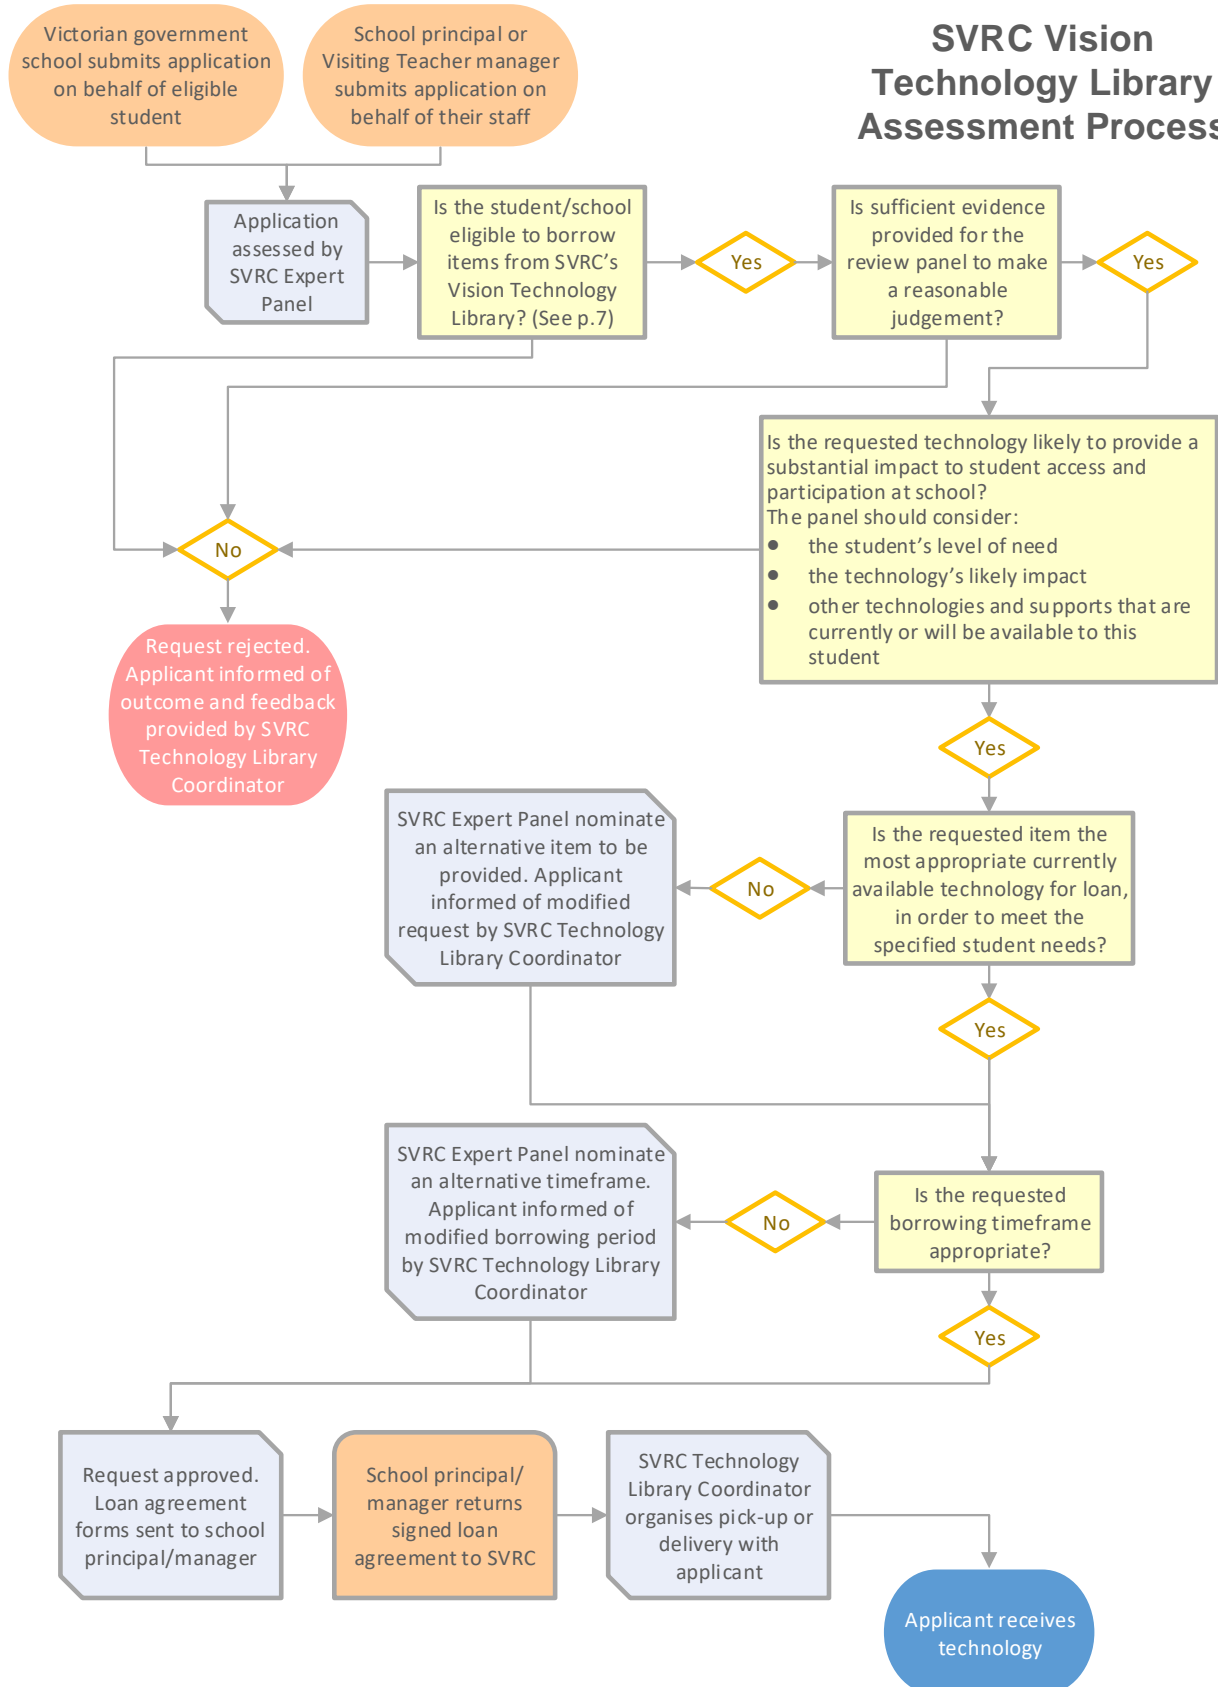 SVRC Vision
Technology Library
Assessment Process
Victorian government
school submits application
on behalf of eligible
student
School principal or
Visiting Teacher manager
submits application on
behalf of their staff
Application
assessed by
SVRC Expert
Panel
Is the student/school
eligible to borrow
items from SVRC’s
Vision Technology
Library? (See p.7)
Yes
Is sufficient evidence
provided for the
review panel to make
a reasonable
judgement?
Yes
Is the requested technology likely to provide a
substantial impact to student access and
participation at school?
The panel should consider:
● the student’s level of need
● the technology’s likely impact
● other technologies and supports that are
currently or will be available to this
student
No
Request rejected.
Applicant informed of
outcome and feedback
provided by SVRC
Technology Library
Coordinator
Yes
Is the requested item the
most appropriate currently
available technology for loan,
in order to meet the
specified student needs?
No
SVRC Expert Panel nominate
an alternative item to be
provided. Applicant
informed of modified
request by SVRC Technology
Library Coordinator
Yes
Is the requested
borrowing timeframe
appropriate?
No
SVRC Expert Panel nominate
an alternative timeframe.
Applicant informed of
modified borrowing period
by SVRC Technology Library
Coordinator
Yes
Request approved.
Loan agreement
forms sent to school
principal/manager
School principal/
manager returns
signed loan
agreement to SVRC
SVRC Technology
Library Coordinator
organises pick-up or
delivery with
applicant
Applicant receives
technology